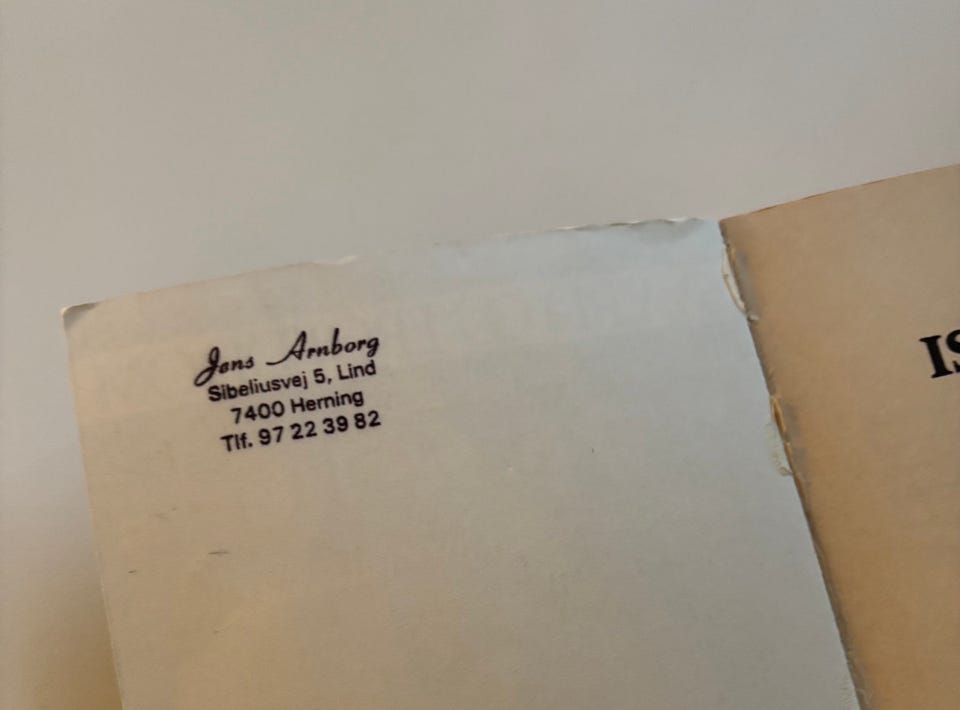 Jens Arnborg
Sibeliusvej 5, Lind
7400 Herning
Tlf. 97 22 39 82